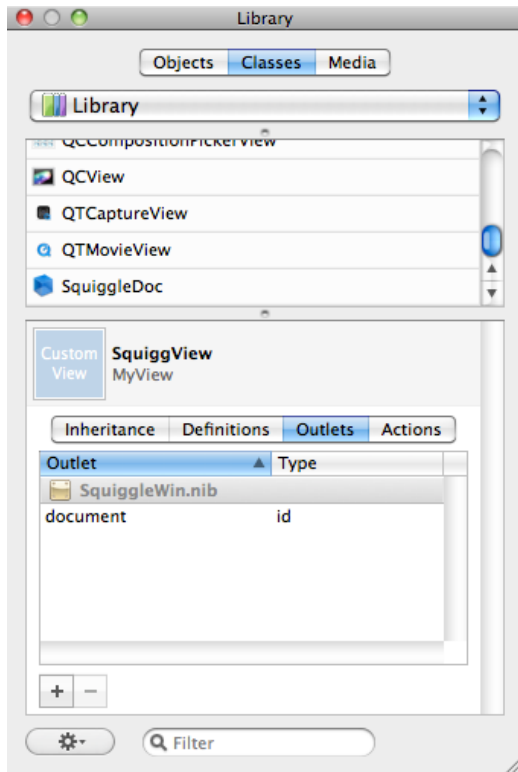 Library
Objects Classes Media
Library
QCCompositionPickerView
QCView
QTCaptureView
QTMovieView
SquiggleDoc
Custom View
SquiggView
MyView
Inheritance Definitions Outlets Actions
Outlet Type
SquiggleWin.nib
document id
Filter